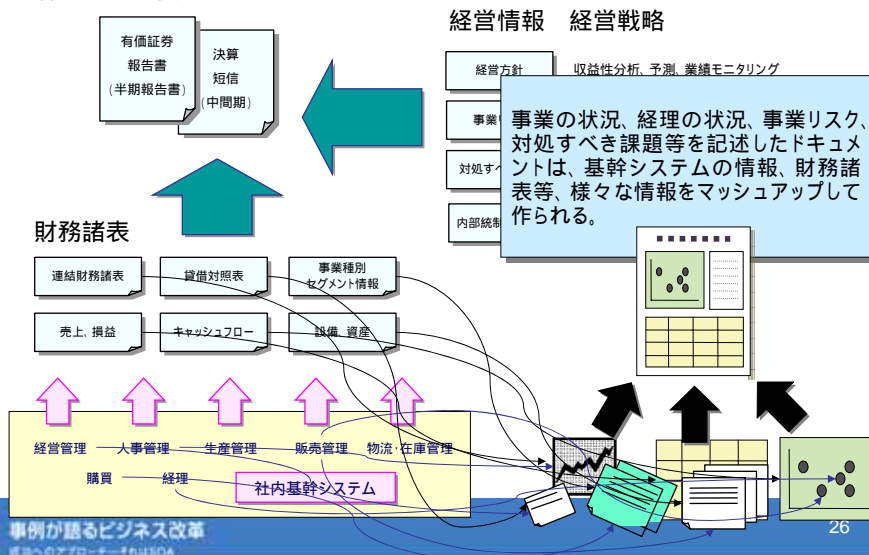 経営情報　経営戦略
有価証券
報告書
(半期報告書)
決算
短信
(中間期)
経営方針
収益性分析、予測、業績モニタリング
事業
対処すべ
内部統制
事業の状況、経理の状況、事業リスク、
対処すべき課題等を記述したドキュメ
ントは、基幹システムの情報、財務諸
表等、様々な情報をマッシュアップして
作られる。
財務諸表
連結財務諸表
貸借対照表
事業種別
セグメント情報
売上、損益
キャッシュフロー
設備、資産
経営管理
人事管理
生産管理
販売管理
物流・在庫管理
購買
経理
社内基幹システム
事例が語るビジネス改革
26